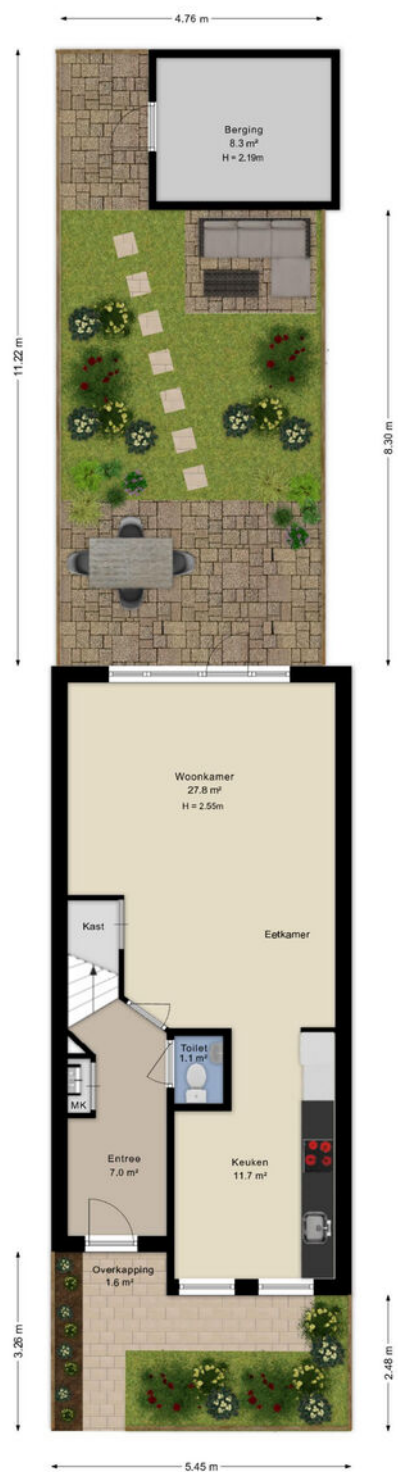 4.76 m
Berging
8.3 m²
H = 2.19m
11.22 m
8.30 m
Woonkamer
27.8 m²
H = 2.55m
Kast
Eetkamer
Toilet
1.1 m²
MK
Entree
7.0 m²
Keuken
11.7 m²
Overkapping
1.6 m²
3.26 m
2.48 m
5.45 m